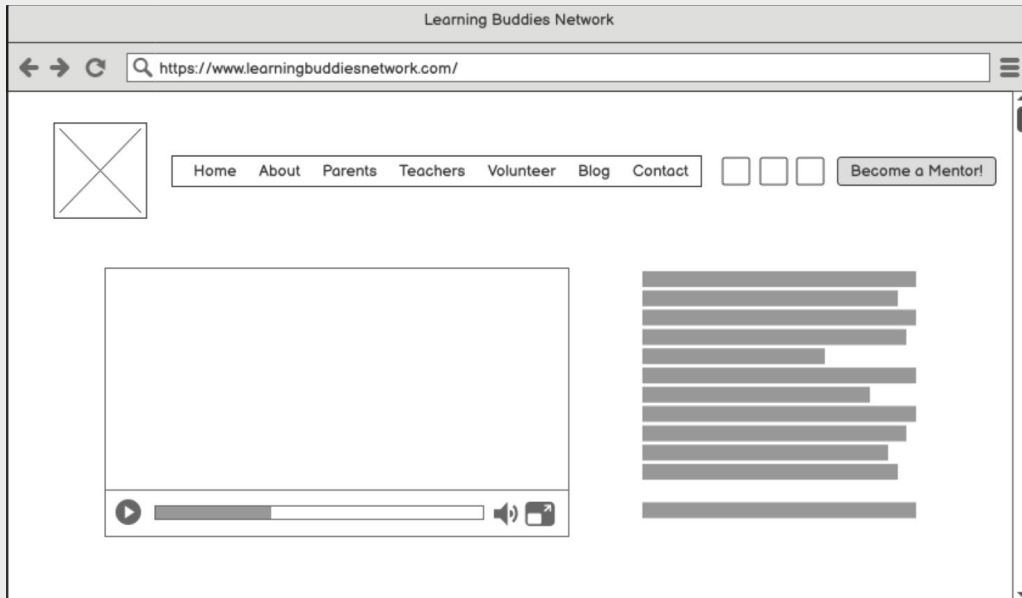 Learning Buddies Network
https://www.learningbuddiesnetwork.com/
Home About Parents Teachers Volunteer Blog Contact Become a Mentor!